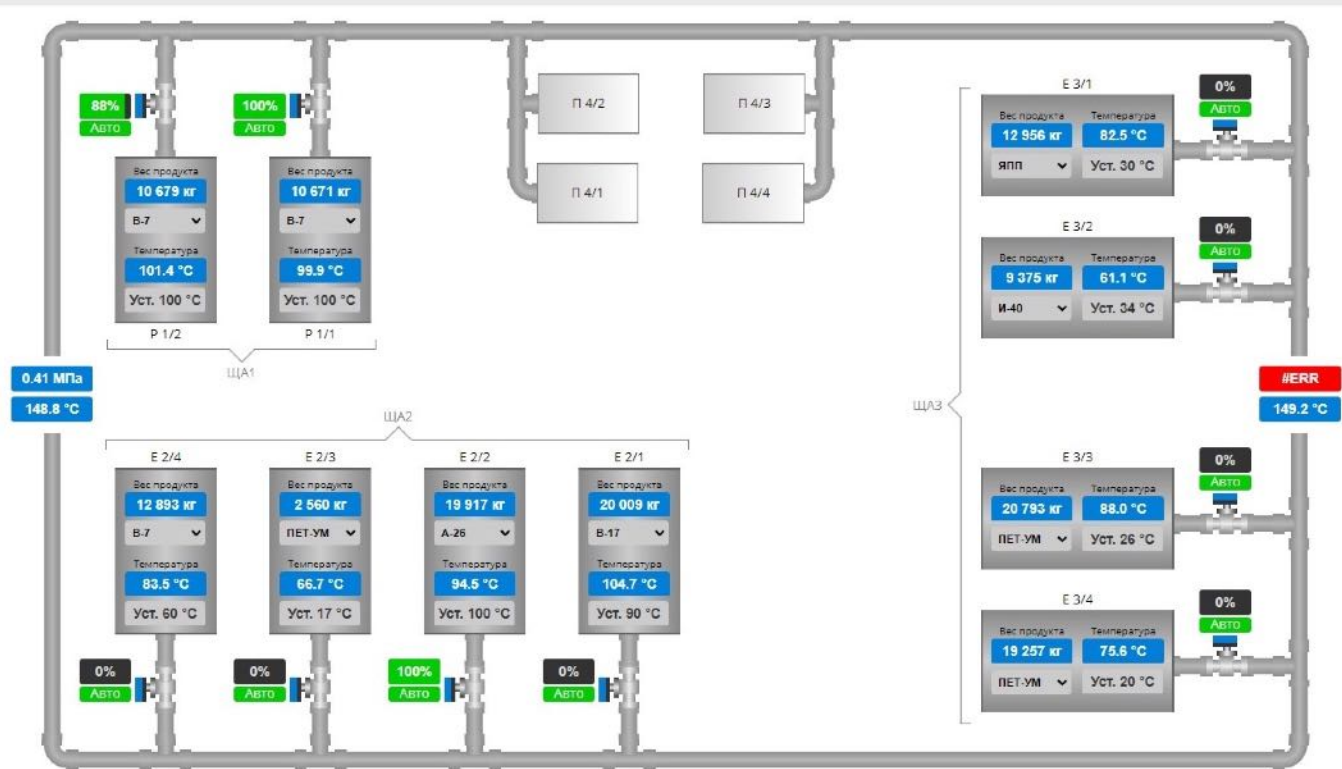 88%
Авто
100%
Авто
Вес продукта
10 679 кг
В-7
Температура
101.4 °C
Уст. 100 °C
Р 1/2
Вес продукта
10 671 кг
В-7
Температура
99.9 °C
Уст. 100 °C
Р 1/1
ЩА1
П 4/2
П 4/1
П 4/3
П 4/4
Е 3/1
Вес продукта
Температура
12 956 кг
82.5 °C
ЯПП
Уст. 30 °C
0%
Авто
Е 3/2
Вес продукта
Температура
9 375 кг
61.1 °C
И-40
Уст. 34 °C
0%
Авто
0.41 МПа
148.8 °C
ЩА3
#ERR
149.2 °C
ЩА2
Е 2/4
Вес продукта
12 893 кг
В-7
Температура
83.5 °C
Уст. 60 °C
0%
Авто
Е 2/3
Вес продукта
2 560 кг
ПЕТ-УМ
Температура
66.7 °C
Уст. 17 °C
0%
Авто
Е 2/2
Вес продукта
19 917 кг
А-26
Температура
94.5 °C
Уст. 100 °C
100%
Авто
Е 2/1
Вес продукта
20 009 кг
В-17
Температура
104.7 °C
Уст. 90 °C
0%
Авто
Е 3/3
Вес продукта
Температура
20 793 кг
88.0 °C
ПЕТ-УМ
Уст. 26 °C
0%
Авто
Е 3/4
Вес продукта
Температура
19 257 кг
75.6 °C
ПЕТ-УМ
Уст. 20 °C
0%
Авто